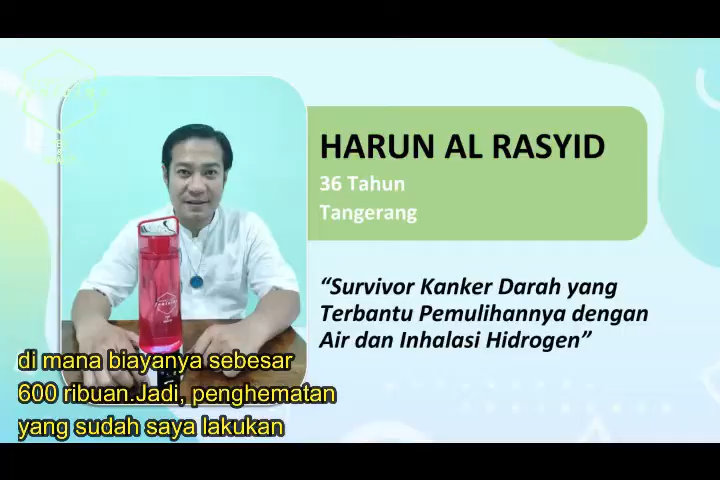 HARUN AL RASYID
36 Tahun
Tangerang
“Survivor Kanker Darah yang
Terbantu Pemulihannya dengan
Air dan Inhalasi Hidrogen”
di mana biayanya sebesar
600 ribuan.Jadi, penghematan
yang sudah saya lakukan